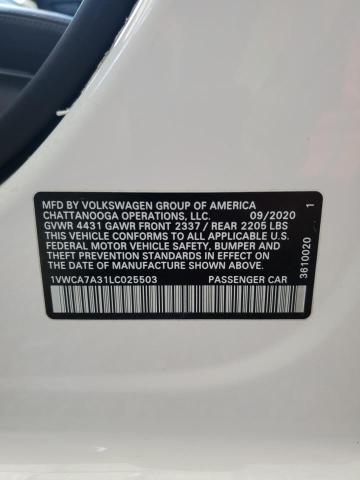 MFD BY VOLKSWAGEN GROUP OF AMERICA
CHATTANOOGA OPERATIONS, LLC. 09/2020
GVWR 4431 GAWR FRONT 2337 / REAR 2205 LBS
THIS VEHICLE CONFORMS TO ALL APPLICABLE U.S.
FEDERAL MOTOR VEHICLE SAFETY, BUMPER AND
THEFT PREVENTION STANDARDS IN EFFECT ON THE
DATE OF MANUFACTURE SHOWN ABOVE.
1VWCA7A31LC025503 PASSENGER CAR
3610020 1